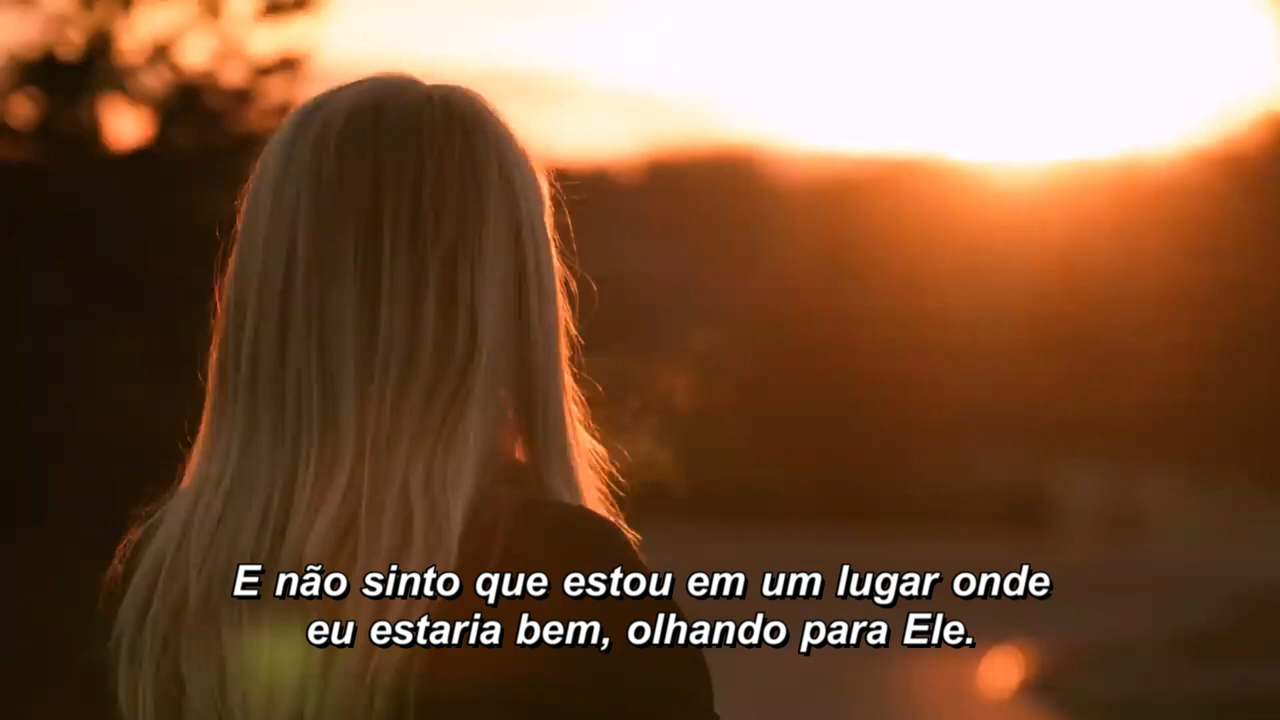 E não sinto que estou em um lugar onde
eu estaria bem, olhando para Ele.